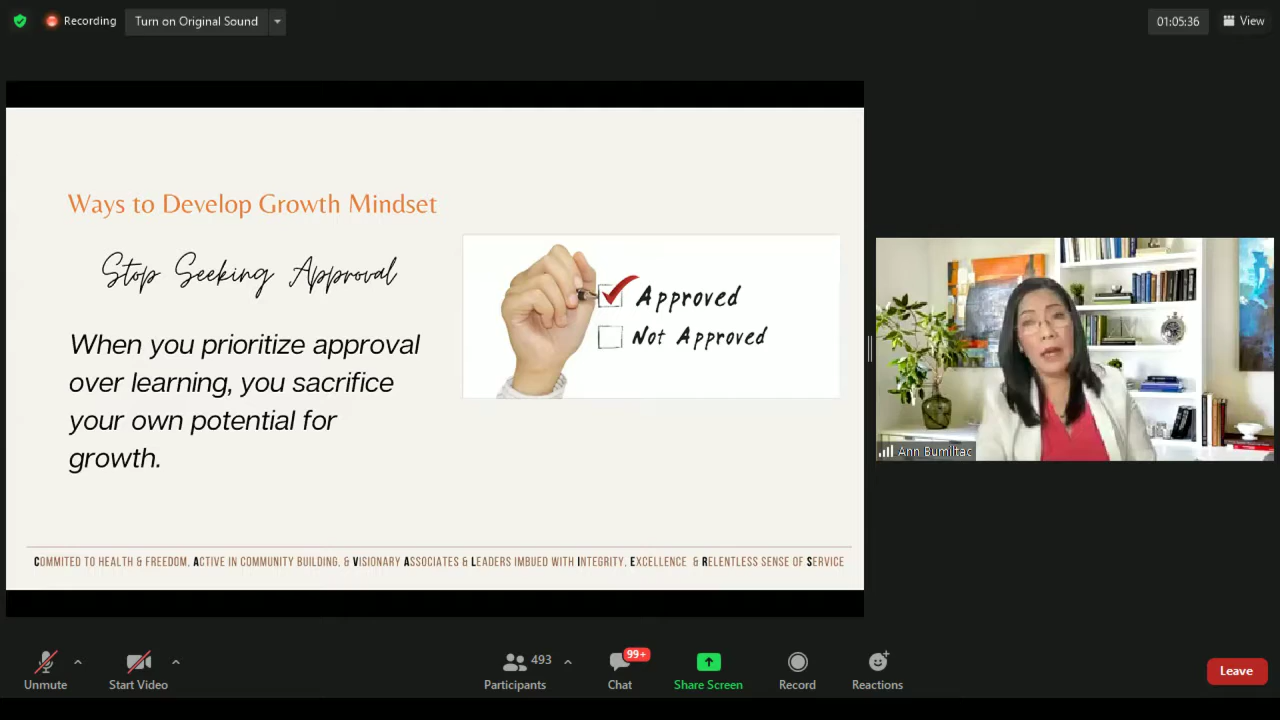 Recording
Turn on Original Sound
01:05:36
View
Ways to Develop Growth Mindset
Stop Seeking Approval
When you prioritize approval
over learning, you sacrifice
your own potential for
growth.
Approved
Not Approved
Ann Bumiltac
COMMITED TO HEALTH & FREEDOM, ACTIVE IN COMMUNITY BUILDING, & VISIONARY ASSOCIATES & LEADERS IMBUED WITH INTEGRITY, EXCELLENCE & RELENTLESS SENSE OF SERVICE
Unmute
Start Video
493
Participants
99+
Chat
Share Screen
Record
Reactions
Leave